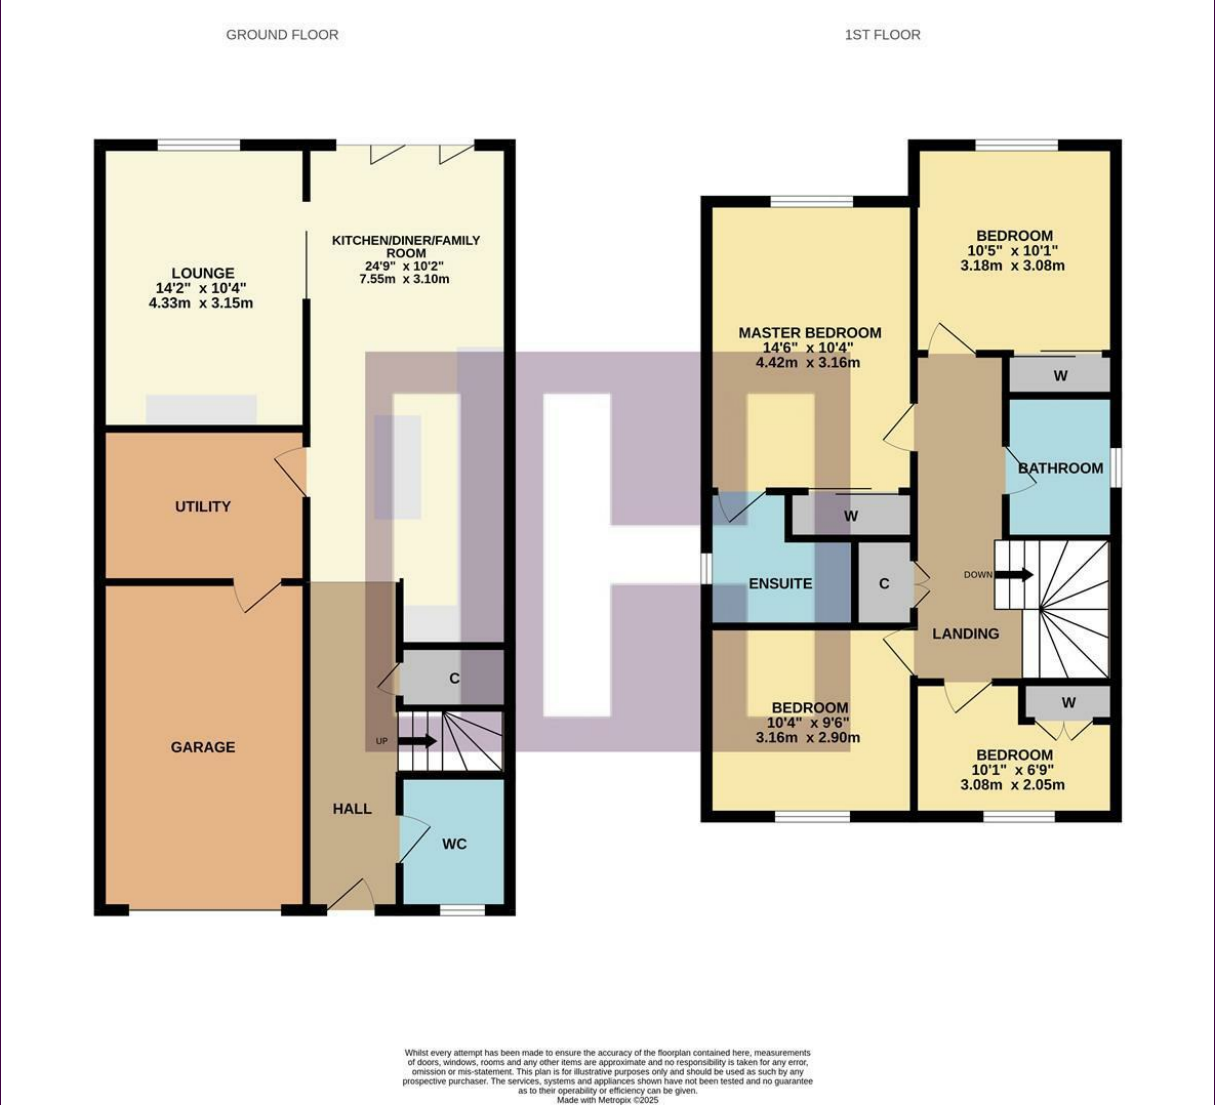 GROUND FLOOR
1ST FLOOR
LOUNGE
14'2" x 10'4"
4.33m x 3.15m
KITCHEN/DINER/FAMILY
ROOM
24'9" x 10'2"
7.55m x 3.10m
UTILITY
GARAGE
HALL
C
UP
WC
MASTER BEDROOM
14'6" x 10'4"
4.42m x 3.16m
BEDROOM
10'5" x 10'1"
3.18m x 3.08m
W
BATHROOM
W
ENSUITE
C
DOWN
LANDING
BEDROOM
10'4" x 9'6"
3.16m x 2.90m
W
BEDROOM
10'1" x 6'9"
3.08m x 2.05m
Whilst every attempt has been made to ensure the accuracy of the floorplan contained here, measurements
of doors, windows, rooms and any other items are approximate and no responsibility is taken for any error,
omission or mis-statement. This plan is for illustrative purposes only and should be used as such by any
prospective purchaser. The services, systems and appliances shown have not been tested and no guarantee
as to their operability or efficiency can be given.
Made with Metropix ©2025